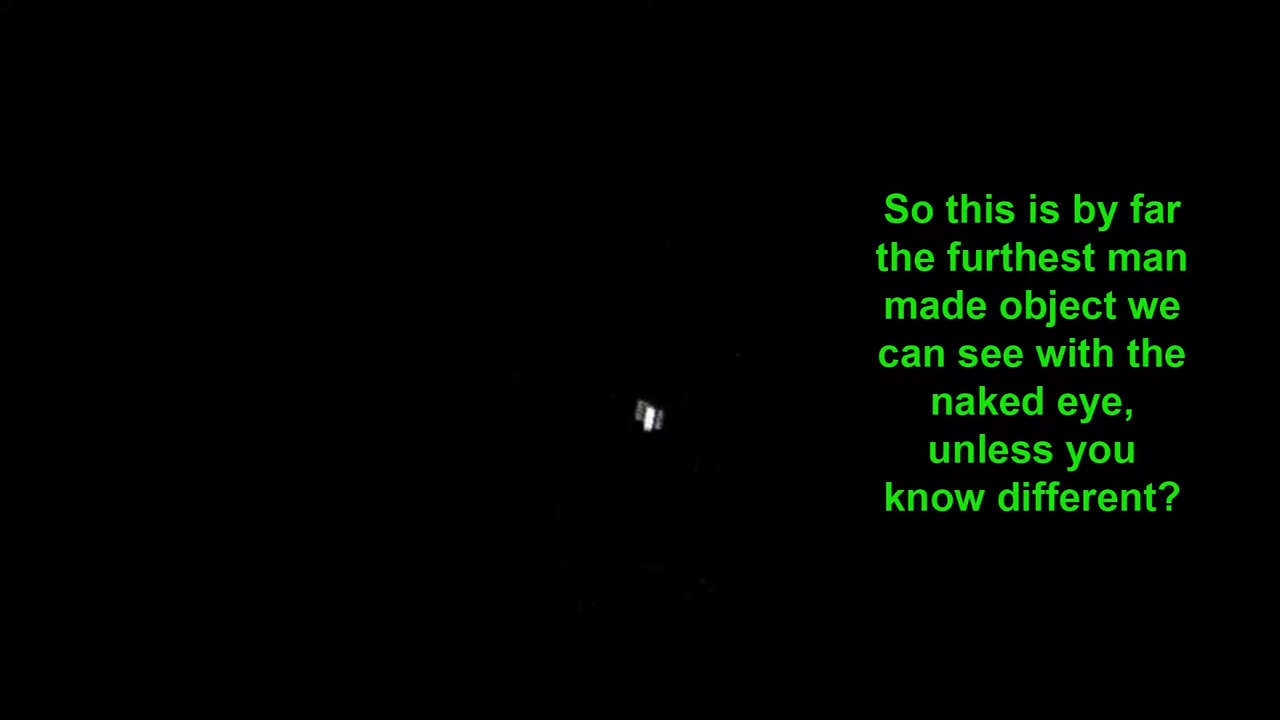 So this is by far
the furthest man
made object we
can see with the
naked eye,
unless you
know different?